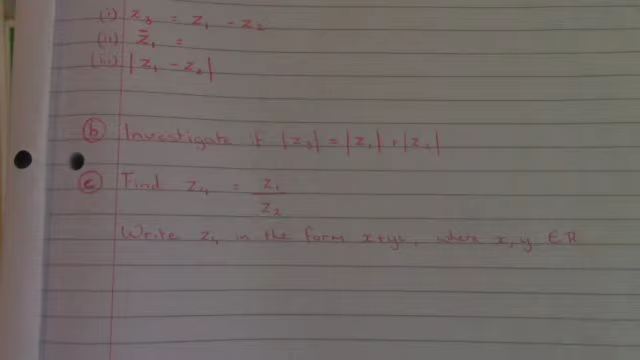 (i) z₃ = z₁ - z₂
(ii) z̄₁ =
(iii) |z₁ - z₂|
(b) Investigate if |z₃| = |z₁| + |z₂|
(c) Find z₄ = z₁/z₂
Write z₄ in the form x+yi, where x, y ∈ R